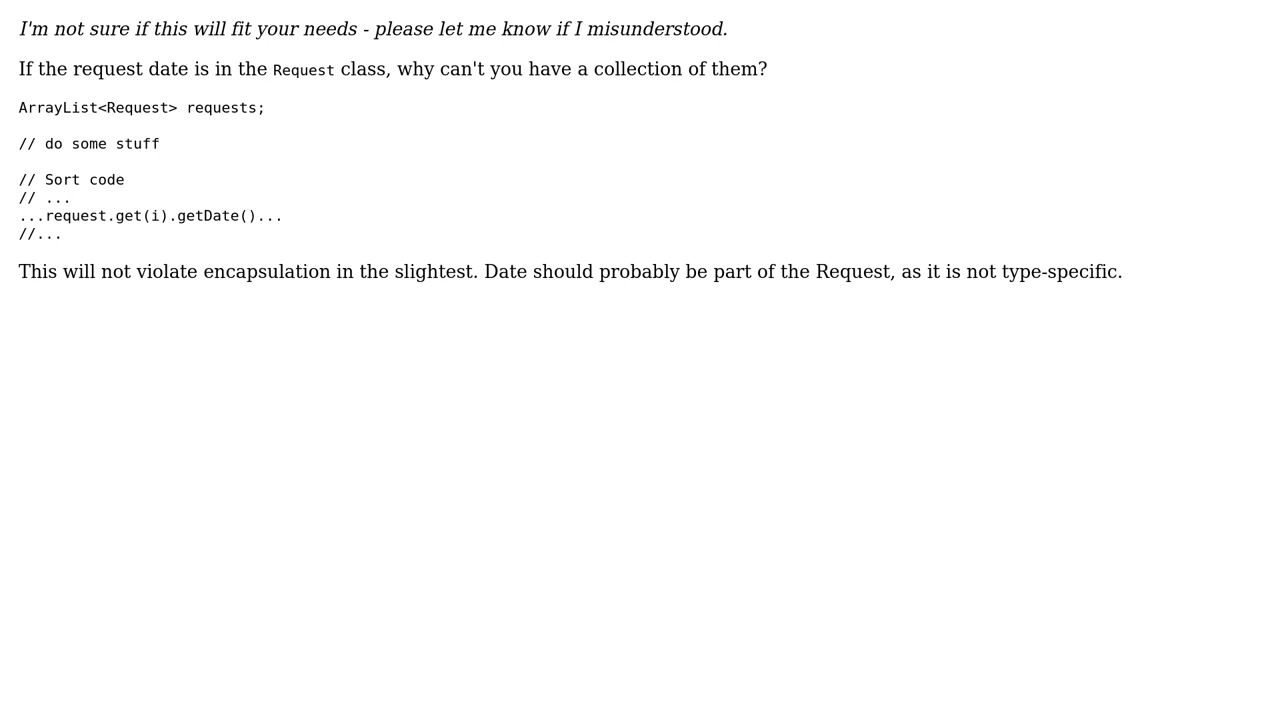 I'm not sure if this will fit your needs - please let me know if I misunderstood.
If the request date is in the Request class, why can't you have a collection of them?
ArrayList<Request> requests;
// do some stuff
// Sort code
// ...
...request.get(i).getDate()...
//...
This will not violate encapsulation in the slightest. Date should probably be part of the Request, as it is not type-specific.